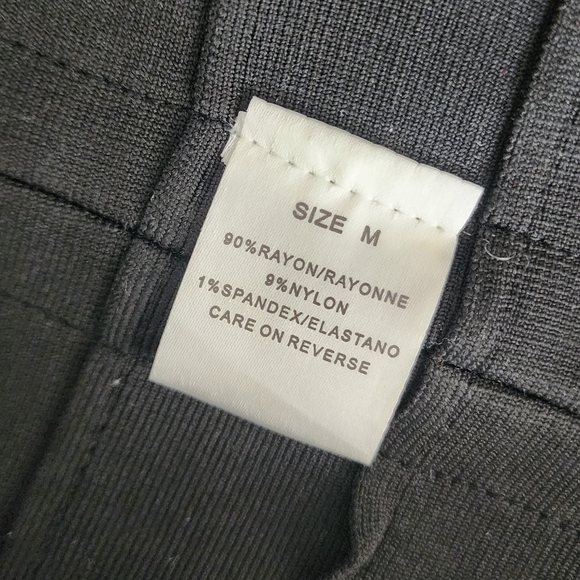 SIZE M
90%RAYON/RAYONNE
9%NYLON
1%SPANDEX/ELASTANO
CARE ON REVERSE